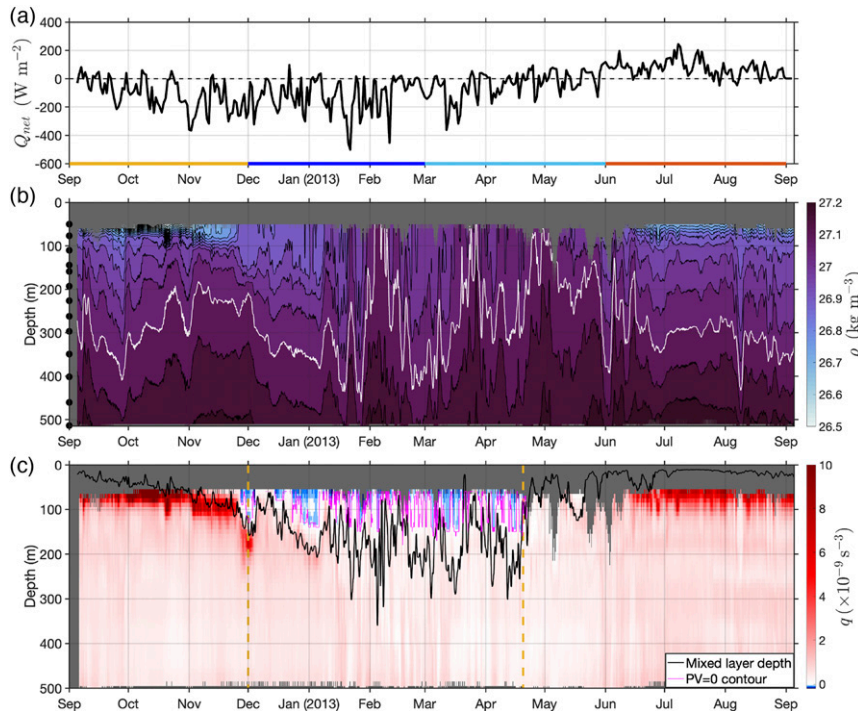 (a)
400
200
0
-200
-400
-600
Q_net (W m⁻²)
Sep Oct Nov Dec Jan (2013) Feb Mar Apr May Jun Jul Aug Sep
(b)
0
100
200
300
400
500
Depth (m)
Sep Oct Nov Dec Jan (2013) Feb Mar Apr May Jun Jul Aug Sep
27.2
27.1
27
26.9
26.8
26.7
26.6
26.5
ρ (kg m⁻³)
(c)
0
100
200
300
400
500
Depth (m)
Mixed layer depth
PV=0 contour
Sep Oct Nov Dec Jan (2013) Feb Mar Apr May Jun Jul Aug Sep
10
8
6
4
2
0
q (×10⁻⁹ s⁻³)